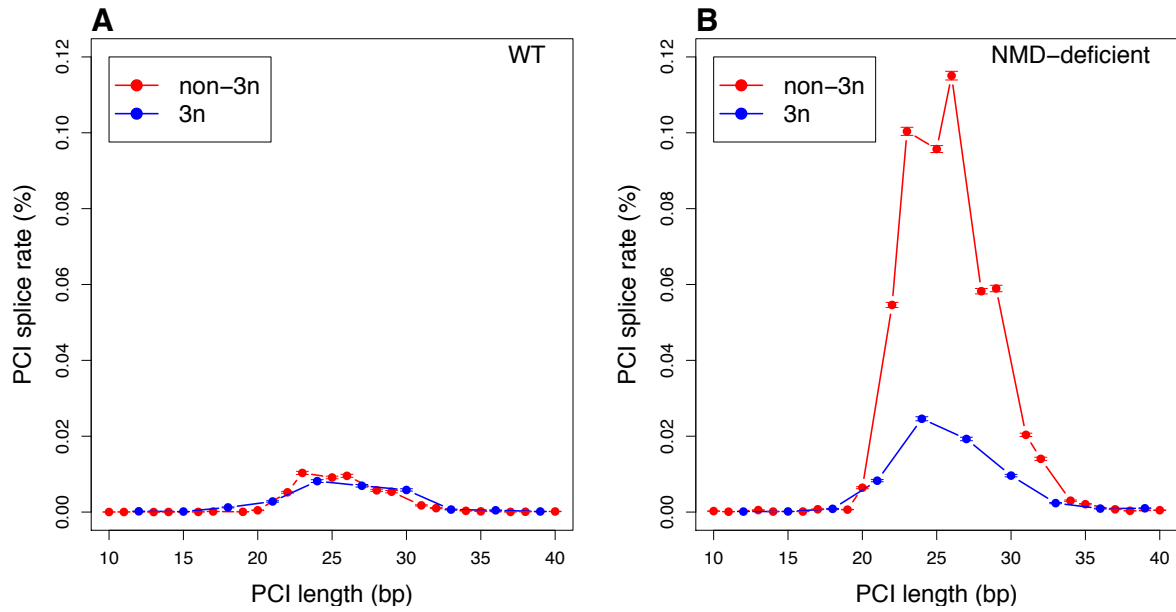 A
WT
non−3n
3n
PCI splice rate (%)
0.12
0.10
0.08
0.06
0.04
0.02
0.00
10 15 20 25 30 35 40
PCI length (bp)
B
NMD−deficient
non−3n
3n
PCI splice rate (%)
0.12
0.10
0.08
0.06
0.04
0.02
0.00
10 15 20 25 30 35 40
PCI length (bp)